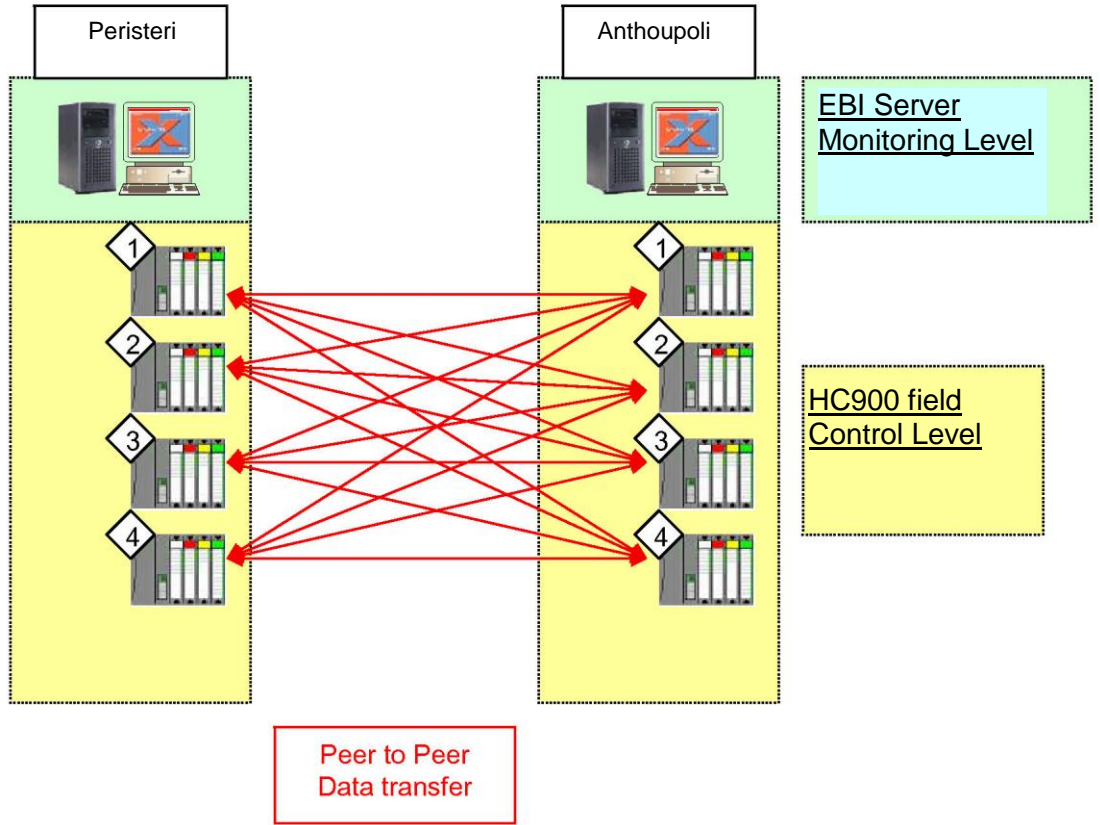 Peristeri
Anthoupoli
EBI Server
Monitoring Level
1
1
2
2
HC900 field
Control Level
3
3
4
4
Peer to Peer
Data transfer